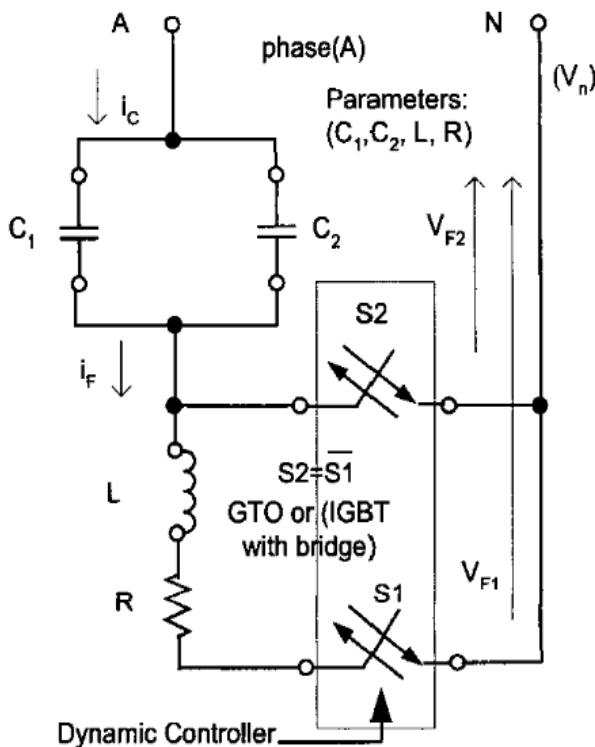 A
phase(A)
N
(Vn)
Parameters:
(C1,C2, L, R)
iC
C1
C2
VF2
S2
iF
S2=S̅1̅
L
GTO or (IGBT
with bridge)
VF1
R
S1
Dynamic Controller